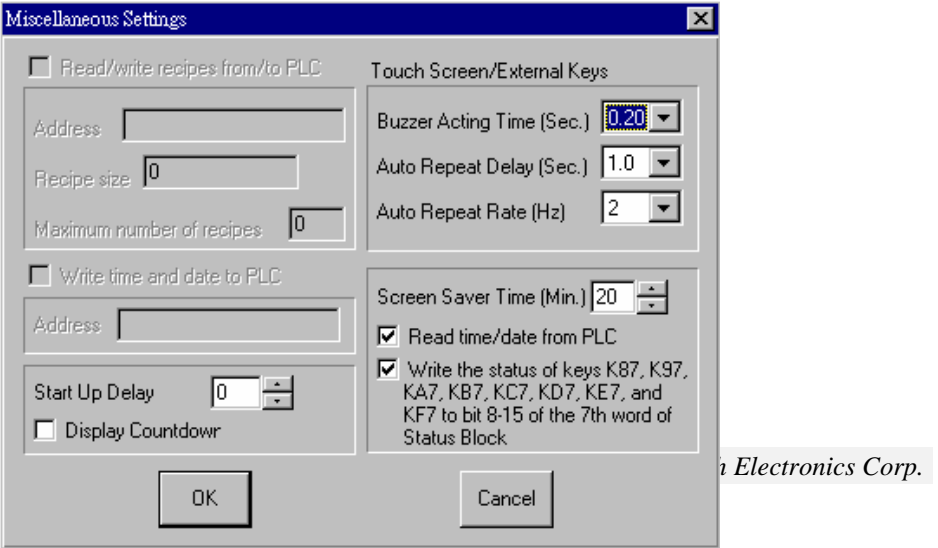 Miscellaneous Settings
Read/write recipes from/to PLC
Address
Recipe size 0
Maximum number of recipes 0
Write time and date to PLC
Address
Start Up Delay 0
Display Countdowr
Touch Screen/External Keys
Buzzer Acting Time (Sec.) 0.20
Auto Repeat Delay (Sec.) 1.0
Auto Repeat Rate (Hz) 2
Screen Saver Time (Min.) 20
Read time/date from PLC
Write the status of keys K87, K97,
KA7, KB7, KC7, KD7, KE7, and
KF7 to bit 8-15 of the 7th word of
Status Block
OK
Cancel
Electronics Corp.